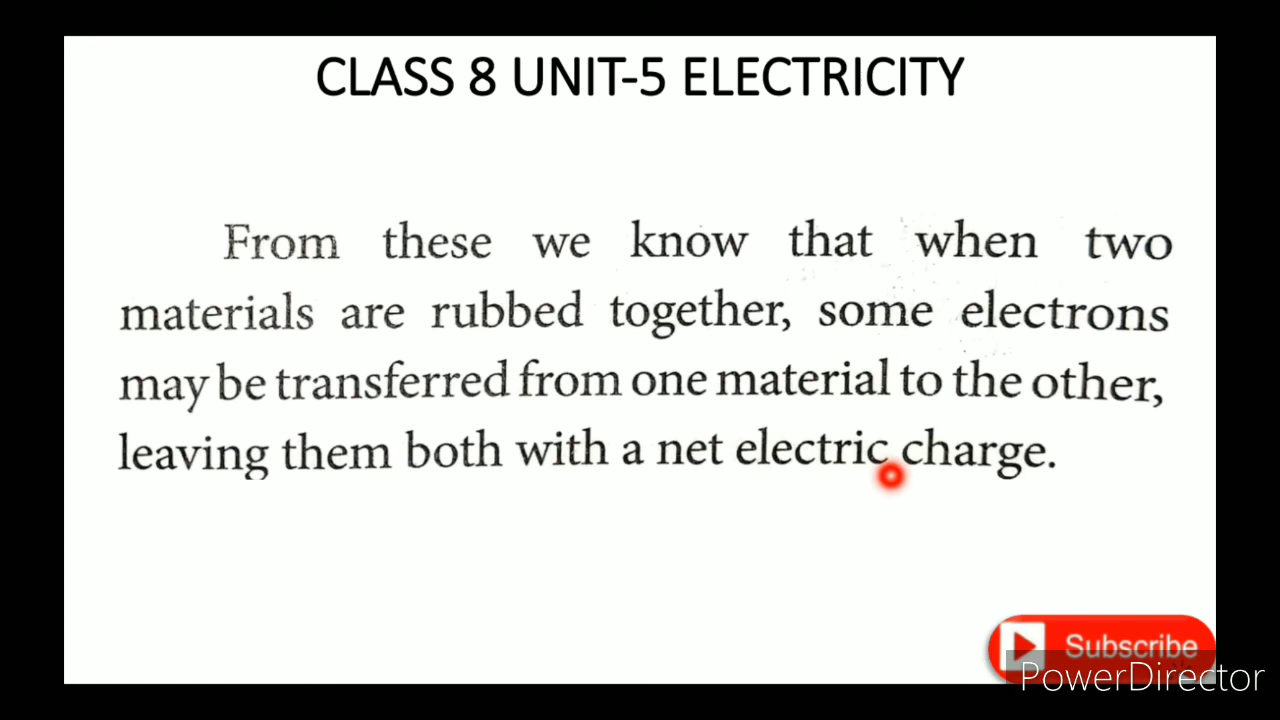 CLASS 8 UNIT-5 ELECTRICITY
From these we know that when two
materials are rubbed together, some electrons
may be transferred from one material to the other,
leaving them both with a net electric charge.
Subscribe
PowerDirector